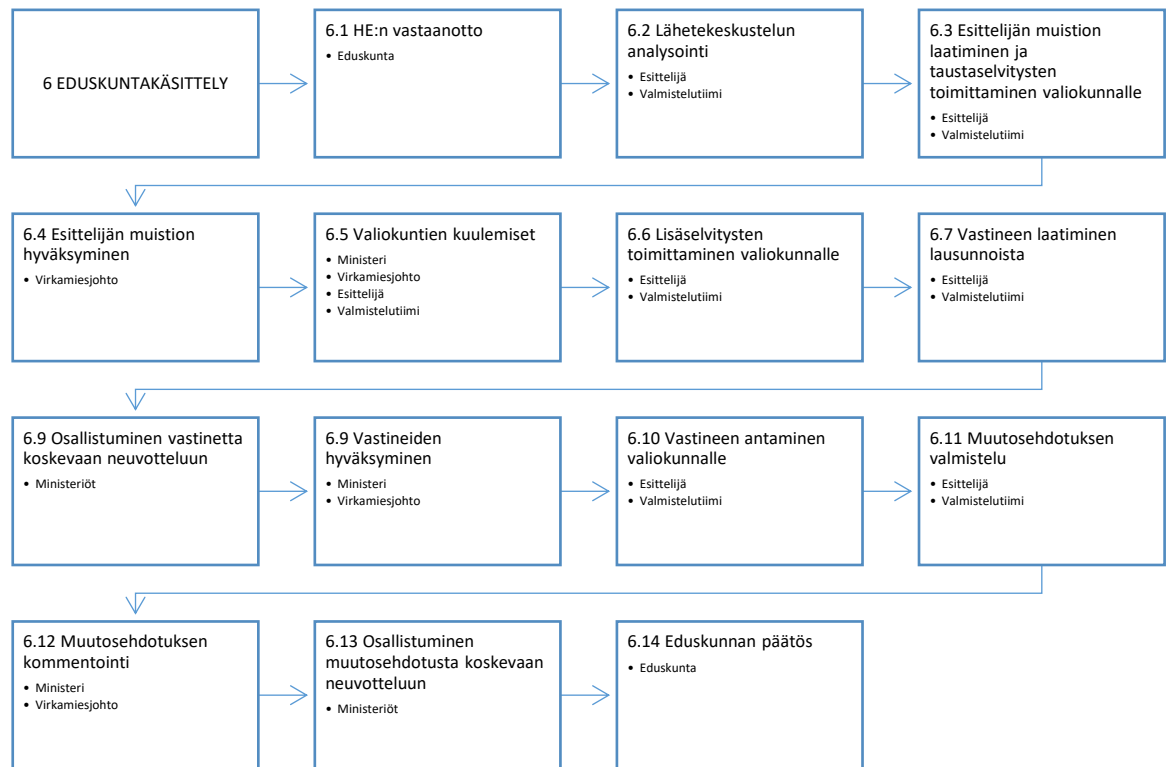 6 EDUSKUNTAKÄSITTELY
6.1 HE:n vastaanotto
• Eduskunta
6.2 Lähetekeskustelun
analysointi
• Esittelijä
• Valmistelutiimi
6.3 Esittelijän muistion
laatiminen ja
taustaselvitysten
toimittaminen valiokunnalle
• Esittelijä
• Valmistelutiimi
6.4 Esittelijän muistion
hyväksyminen
• Virkamiesjohto
6.5 Valiokuntien kuulemiset
• Ministeri
• Virkamiesjohto
• Esittelijä
• Valmistelutiimi
6.6 Lisäselvitysten
toimittaminen valiokunnalle
• Esittelijä
• Valmistelutiimi
6.7 Vastineen laatiminen
lausunnoista
• Esittelijä
• Valmistelutiimi
6.9 Osallistuminen vastinetta
koskevaan neuvotteluun
• Ministeriöt
6.9 Vastineiden
hyväksyminen
• Ministeri
• Virkamiesjohto
6.10 Vastineen antaminen
valiokunnalle
• Esittelijä
• Valmistelutiimi
6.11 Muutosehdotuksen
valmistelu
• Esittelijä
• Valmistelutiimi
6.12 Muutosehdotuksen
kommentointi
• Ministeri
• Virkamiesjohto
6.13 Osallistuminen
muutosehdotusta koskevaan
neuvotteluun
• Ministeriöt
6.14 Eduskunnan päätös
• Eduskunta